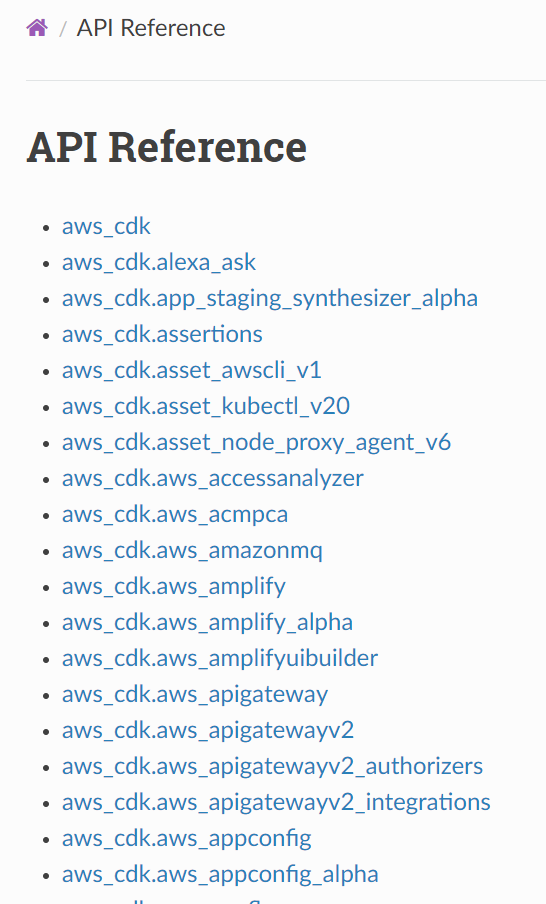 / API Reference
API Reference
• aws_cdk
• aws_cdk.alexa_ask
• aws_cdk.app_staging_synthesizer_alpha
• aws_cdk.assertions
• aws_cdk.asset_awscli_v1
• aws_cdk.asset_kubectl_v20
• aws_cdk.asset_node_proxy_agent_v6
• aws_cdk.aws_accessanalyzer
• aws_cdk.aws_acmpca
• aws_cdk.aws_amazonmq
• aws_cdk.aws_amplify
• aws_cdk.aws_amplify_alpha
• aws_cdk.aws_amplifyuibuilder
• aws_cdk.aws_apigateway
• aws_cdk.aws_apigatewayv2
• aws_cdk.aws_apigatewayv2_authorizers
• aws_cdk.aws_apigatewayv2_integrations
• aws_cdk.aws_appconfig
• aws_cdk.aws_appconfig_alpha